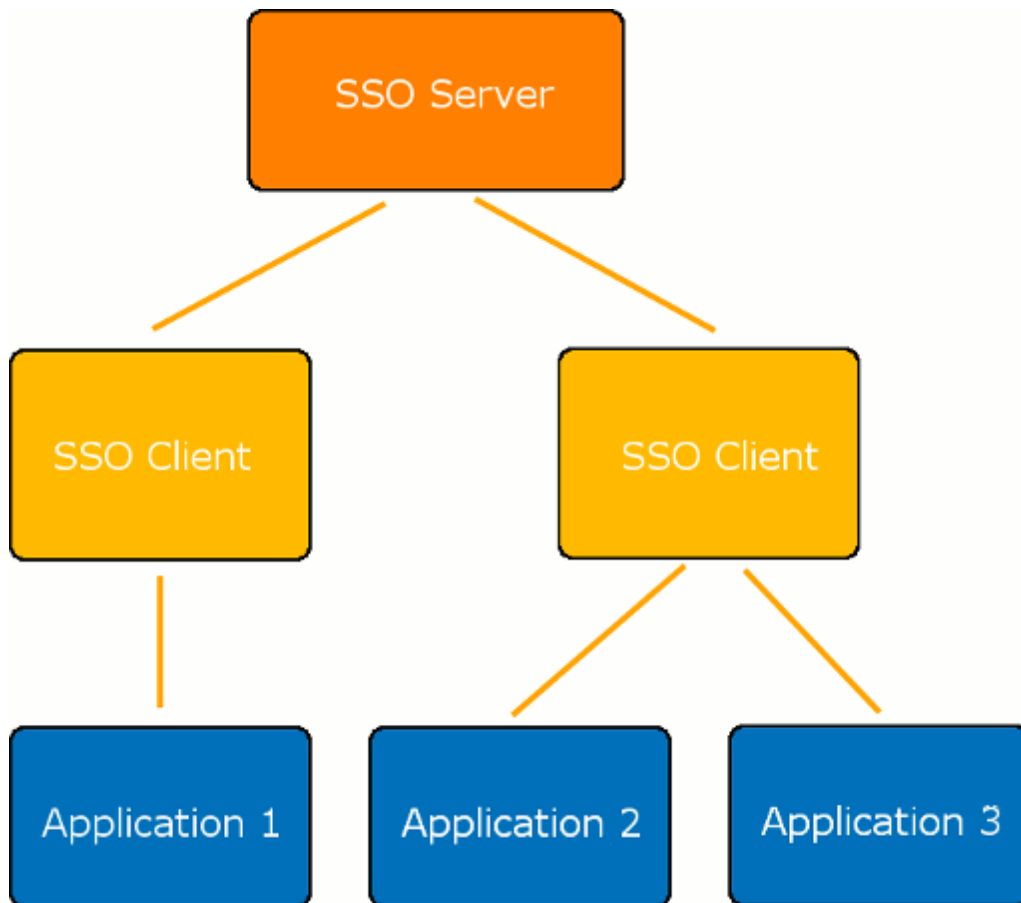 SSO Server
SSO Client
SSO Client
Application 1
Application 2
Application 3